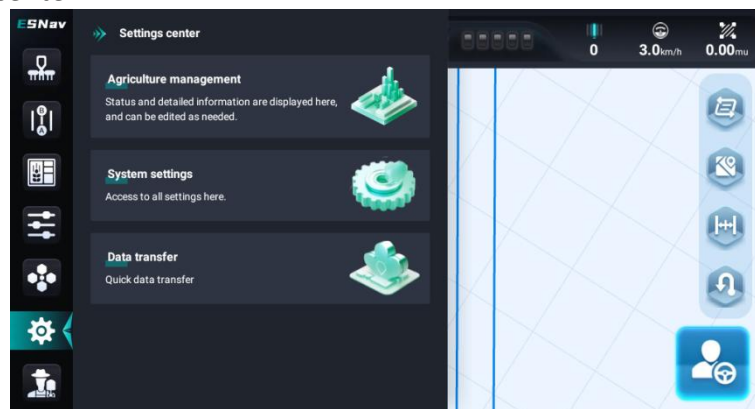 ESNav
Settings center
0
3.0km/h
0.00mu
Agriculture management
Status and detailed information are displayed here,
and can be edited as needed.
System settings
Access to all settings here.
Data transfer
Quick data transfer
B
A